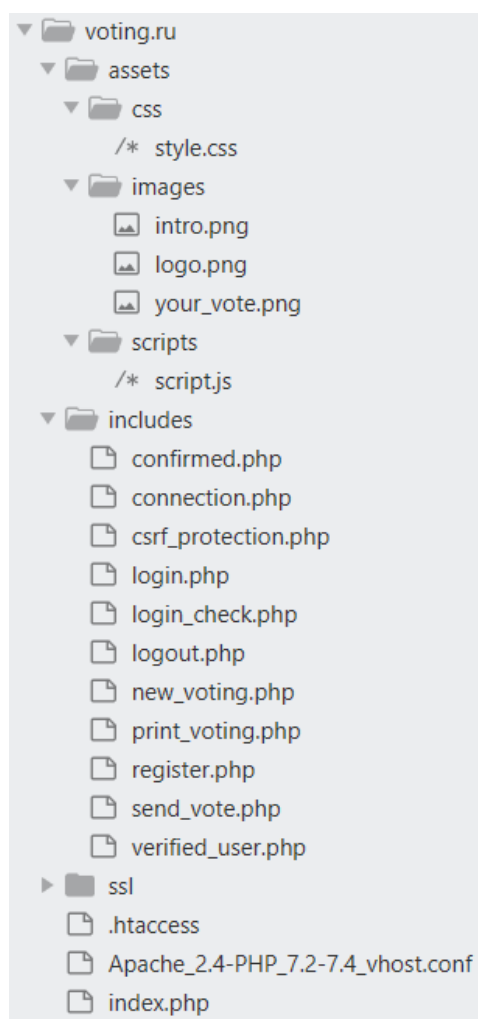 voting.ru
assets
css
/* style.css
images
intro.png
logo.png
your_vote.png
scripts
/* script.js
includes
confirmed.php
connection.php
csrf_protection.php
login.php
login_check.php
logout.php
new_voting.php
print_voting.php
register.php
send_vote.php
verified_user.php
ssl
.htaccess
Apache_2.4-PHP_7.2-7.4_vhost.conf
index.php